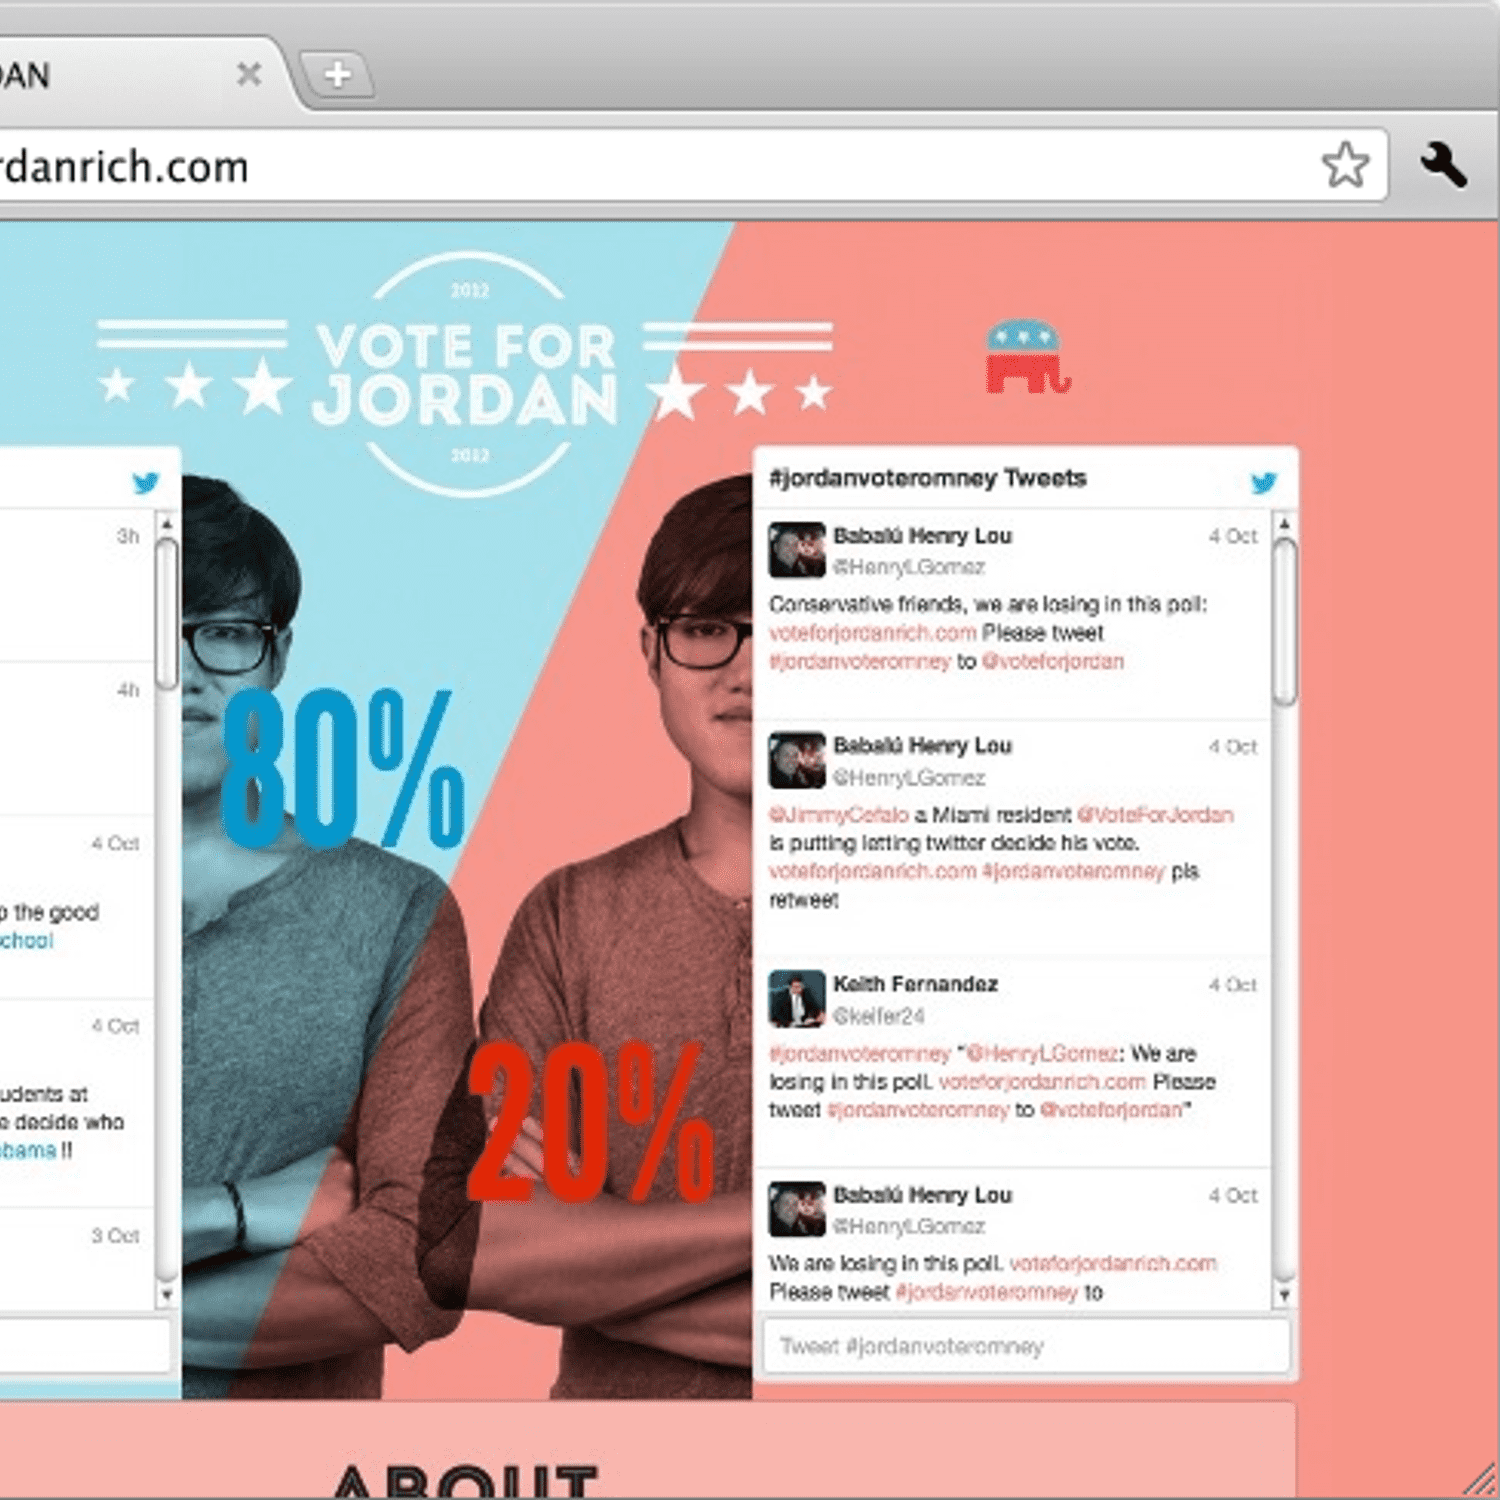 DAN
rdanrich.com
2012
VOTE FOR
JORDAN
2012
3h
4h
4 Oct
p the good
school
4 Oct
udents at
e decide who
obama !!
3 Oct
80%
20%
#jordanvoteromney Tweets
Babalú Henry Lou
4 Oct
@HenryLGomez
Conservative friends, we are losing in this poll:
voteforjordanrich.com Please tweet
#jordanvoteromney to @voteforjordan
Babalú Henry Lou
4 Oct
@HenryLGomez
@JimmyCefalo a Miami resident @VoteForJordan
is putting letting twitter decide his vote.
voteforjordanrich.com #jordanvoteromney pls
retweet
Keith Fernandez
4 Oct
@keifer24
#jordanvoteromney "@HenryLGomez: We are
losing in this poll. voteforjordanrich.com Please
tweet #jordanvoteromney to @voteforjordan"
Babalú Henry Lou
4 Oct
@HenryLGomez
We are losing in this poll. voteforjordanrich.com
Please tweet #jordanvoteromney to
Tweet #jordanvoteromney
ABOUT